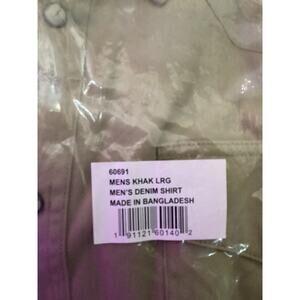 60691
MENS KHAK LRG
MEN'S DENIM SHIRT
MADE IN BANGLADESH
1 91121 60140 2